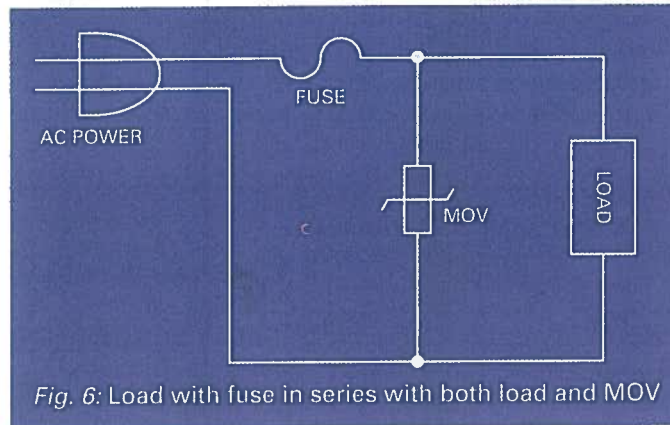 FUSE
AC POWER
MOV
LOAD
Fig. 6: Load with fuse in series with both load and MOV